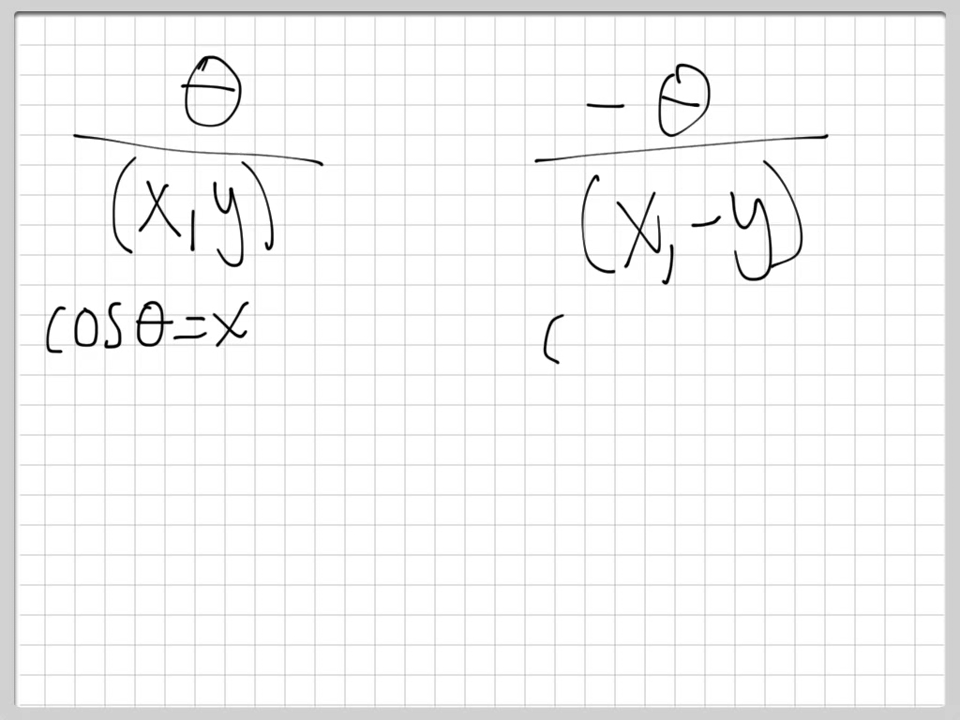 θ - θ
(x, y) (x, -y)
cos θ = x (